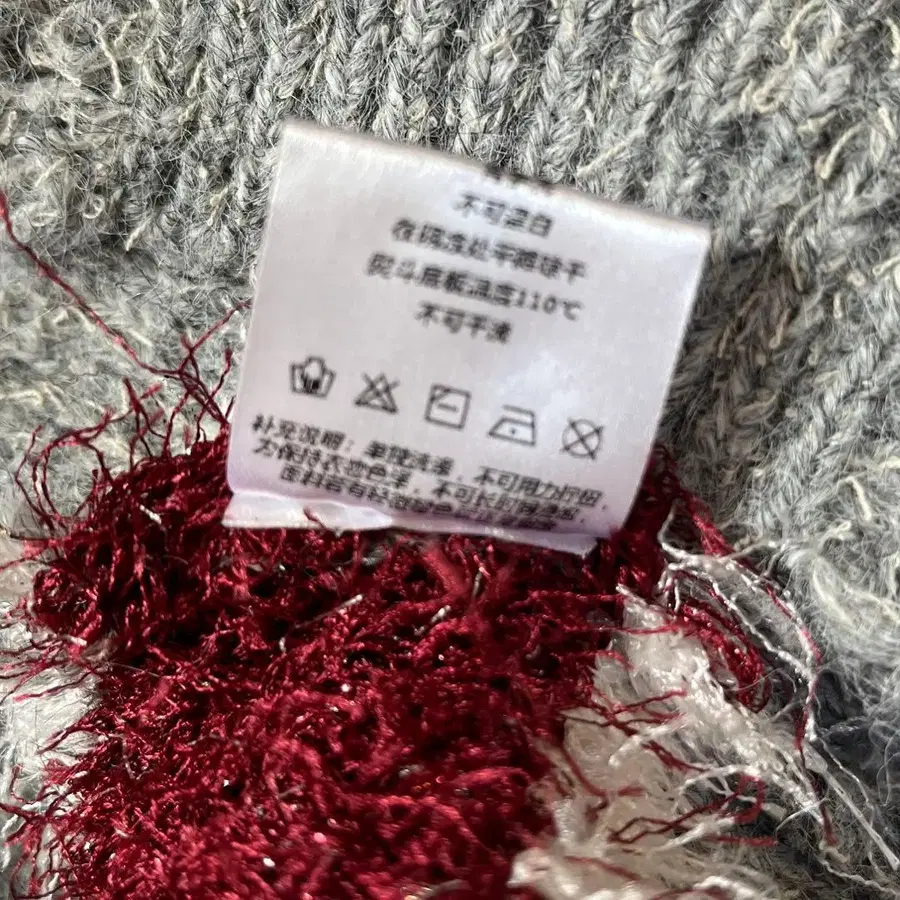 不可漂白
在阴凉处平摊晾干
熨斗底板温度110℃
不可干洗
补充说明：单独洗涤，不可用力拧绞，
为保持衣物色泽，不可长时间浸泡，